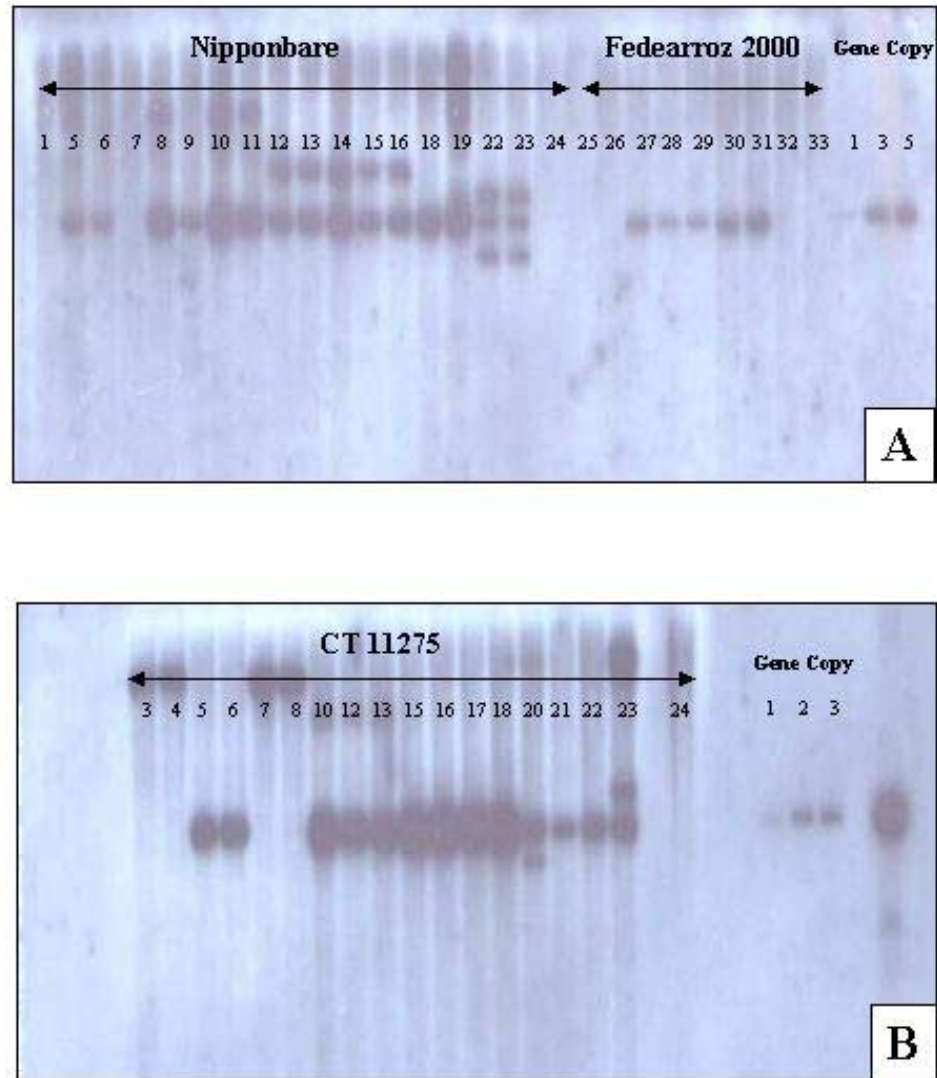 Nipponbare Fedearroz 2000 Gene Copy
1 5 6 7 8 9 10 11 12 13 14 15 16 18 19 22 23 24 25 26 27 28 29 30 31 32 33 1 3 5
A
CT 11275
Gene Copy
3 4 5 6 7 8 10 12 13 15 16 17 18 20 21 22 23 24 1 2 3
B